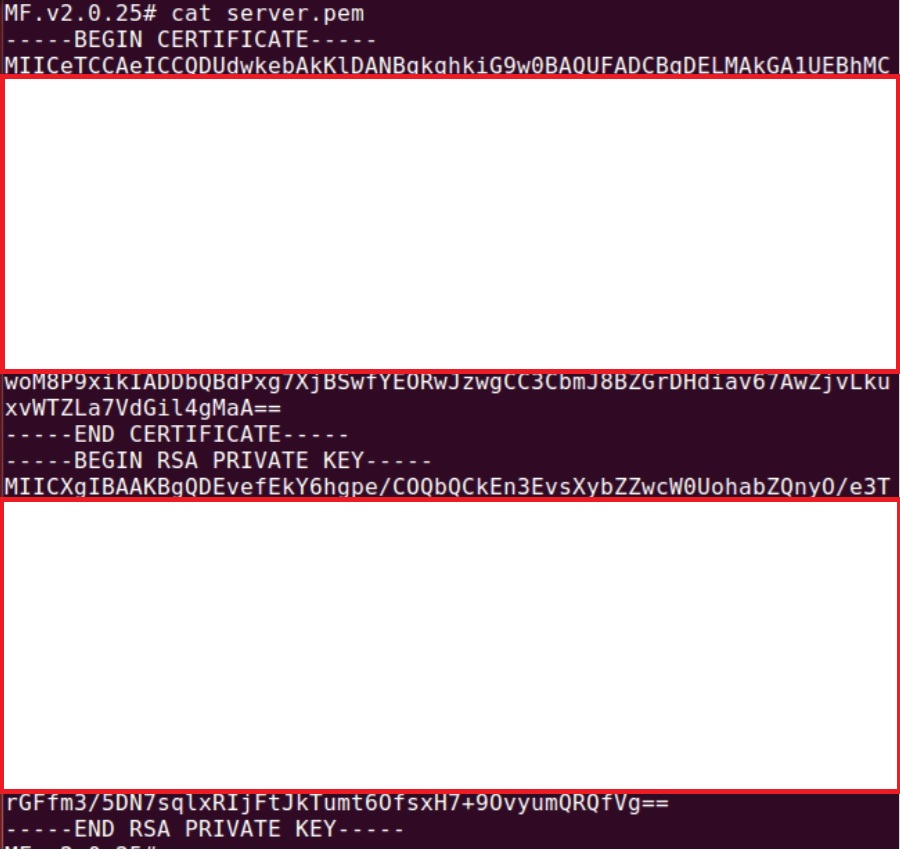 MF.v2.0.25# cat server.pem
-----BEGIN CERTIFICATE-----
MIICeTCCAeICCQDUdwkebAkKlDANBgkqhkiG9w0BAQUFADCBgDELMAkGA1UEBhMC
woM8P9xikIADDbQBdPxg7XjBSwfYEORwJzwgCC3CbmJ8BZGrDHdiav67AwZjvLku
xvWTZLa7VdGil4gMaA==
-----END CERTIFICATE-----
-----BEGIN RSA PRIVATE KEY-----
MIICXgIBAAKBgQDEvefEkY6hgpe/COQbQCkEn3EvsXybZZwcW0UohabZQnyO/e3T
rGFfm3/5DN7sqlxRIjFtJkTumt6OfsxH7+9OvyumQRQfVg==
-----END RSA PRIVATE KEY-----